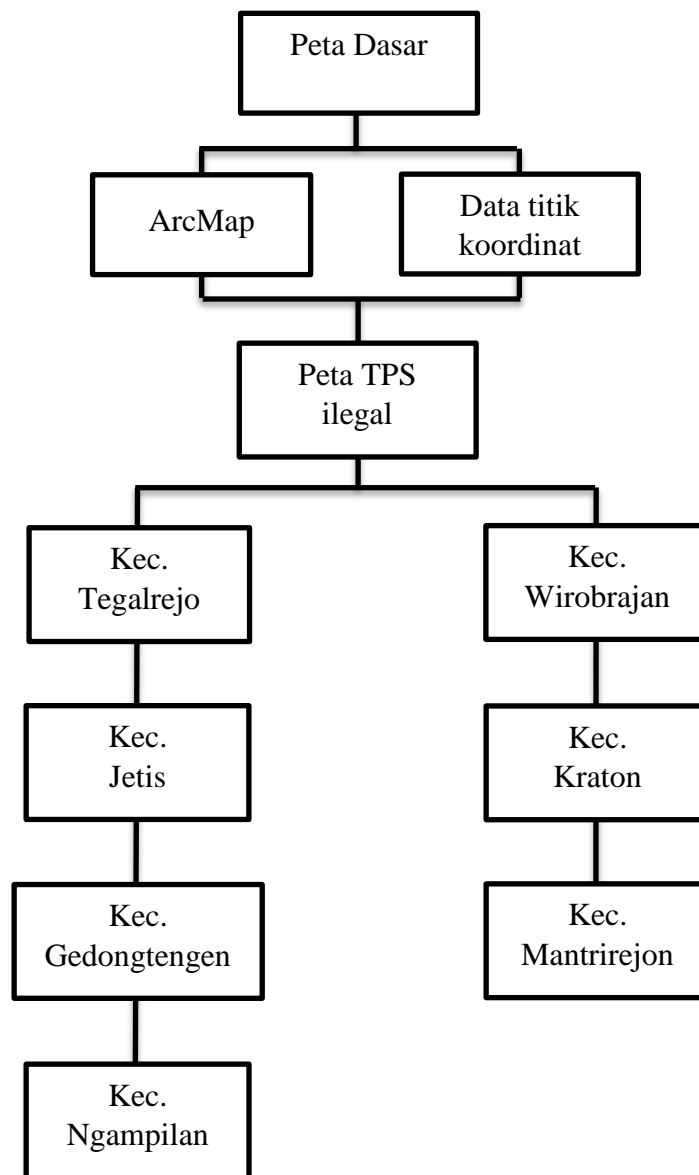 Peta Dasar
ArcMap
Data titik
koordinat
Peta TPS
ilegal
Kec.
Tegalrejo
Kec.
Wirobrajan
Kec.
Jetis
Kec.
Kraton
Kec.
Gedongtengen
Kec.
Mantrirejon
Kec.
Ngampilan